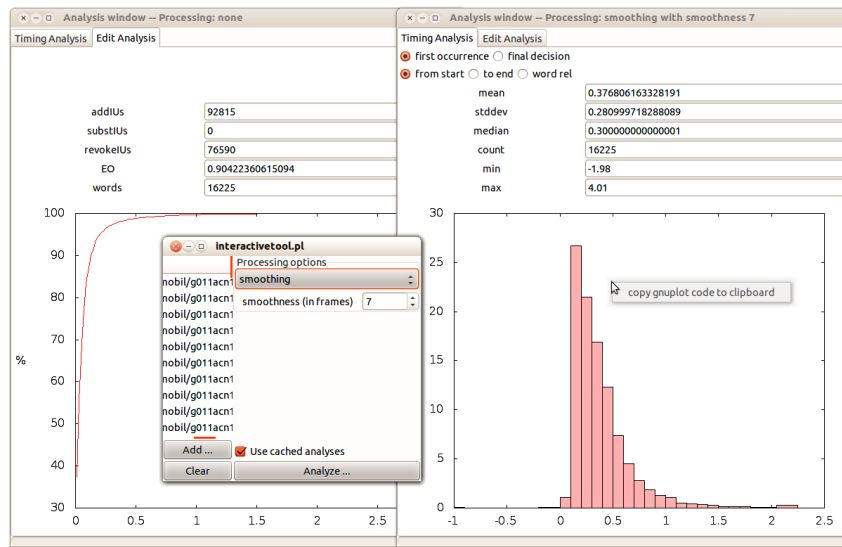 Analysis window -- Processing: none
Timing Analysis Edit Analysis
addIUs 92815
substIUs 0
revokeIUs 76590
EO 0.90422360615094
words 16225
100
90
80
70
60
50
40
30
%
0 0.5 1 1.5 2 2.5
interactivetool.pl
Processing options
smoothing
smoothness (in frames) 7
nobil/g011acn1
nobil/g011acn1
nobil/g011acn1
nobil/g011acn1
nobil/g011acn1
nobil/g011acn1
nobil/g011acn1
nobil/g011acn1
nobil/g011acn1
nobil/g011acn1
Add ... Use cached analyses
Clear Analyze ...
Analysis window -- Processing: smoothing with smoothness 7
Timing Analysis Edit Analysis
first occurrence final decision
from start to end word rel
mean 0.376806163328191
stddev 0.280999718288089
median 0.300000000000001
count 16225
min -1.98
max 4.01
30
25
20
15
10
5
0
-1 -0.5 0 0.5 1 1.5 2 2.5
copy gnuplot code to clipboard